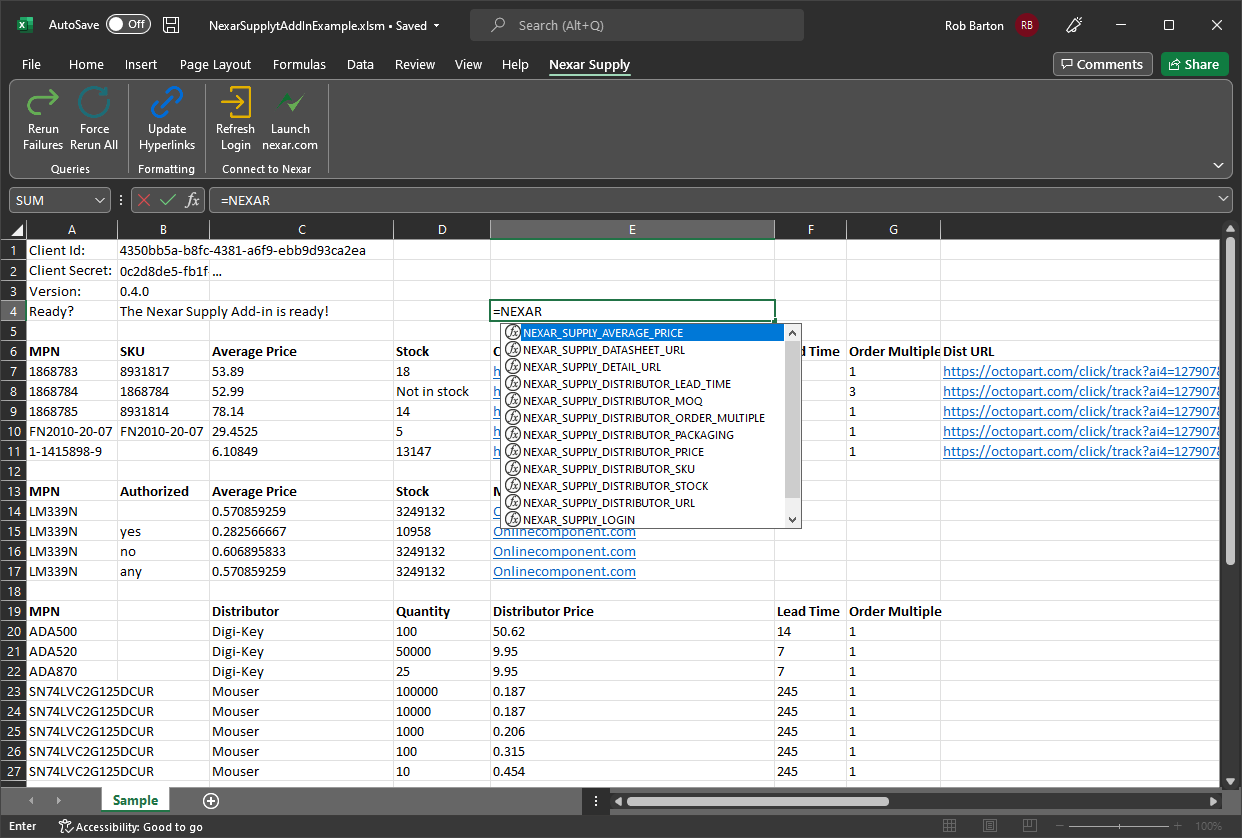 AutoSave Off NexarSupplytAddInExample.xlsm • Saved Search (Alt+Q) Rob Barton RB
File Home Insert Page Layout Formulas Data Review View Help Nexar Supply Comments Share
Rerun Failures Force Rerun All Update Hyperlinks Refresh Login Launch nexar.com
Queries Formatting Connect to Nexar
SUM fx =NEXAR
A B C D E F G
1 Client Id: 4350bb5a-b8fc-4381-a6f9-ebb9d93ca2ea
2 Client Secret: 0c2d8de5-fb1f ...
3 Version: 0.4.0
4 Ready? The Nexar Supply Add-in is ready! =NEXAR
5
6 MPN SKU Average Price Stock Time Order Multiple Dist URL
7 1868783 8931817 53.89 18 h 1 https://octopart.com/click/track?ai4=127907
8 1868784 1868784 52.99 Not in stock h 3 https://octopart.com/click/track?ai4=127907
9 1868785 8931814 78.14 14 h 1 https://octopart.com/click/track?ai4=127907
10 FN2010-20-07 FN2010-20-07 29.4525 5 h 1 https://octopart.com/click/track?ai4=127907
11 1-1415898-9 6.10849 13147 h 1 https://octopart.com/click/track?ai4=127907
12
13 MPN Authorized Average Price Stock
14 LM339N 0.570859259 3249132
15 LM339N yes 0.282566667 10958 Onlinecomponent.com
16 LM339N no 0.606895833 3249132 Onlinecomponent.com
17 LM339N any 0.570859259 3249132 Onlinecomponent.com
18
19 MPN Distributor Quantity Distributor Price Lead Time Order Multiple
20 ADA500 Digi-Key 100 50.62 14 1
21 ADA520 Digi-Key 50000 9.95 7 1
22 ADA870 Digi-Key 25 9.95 7 1
23 SN74LVC2G125DCUR Mouser 100000 0.187 245 1
24 SN74LVC2G125DCUR Mouser 10000 0.187 245 1
25 SN74LVC2G125DCUR Mouser 1000 0.206 245 1
26 SN74LVC2G125DCUR Mouser 100 0.315 245 1
27 SN74LVC2G125DCUR Mouser 10 0.454 245 1
NEXAR_SUPPLY_AVERAGE_PRICE
NEXAR_SUPPLY_DATASHEET_URL
NEXAR_SUPPLY_DETAIL_URL
NEXAR_SUPPLY_DISTRIBUTOR_LEAD_TIME
NEXAR_SUPPLY_DISTRIBUTOR_MOQ
NEXAR_SUPPLY_DISTRIBUTOR_ORDER_MULTIPLE
NEXAR_SUPPLY_DISTRIBUTOR_PACKAGING
NEXAR_SUPPLY_DISTRIBUTOR_PRICE
NEXAR_SUPPLY_DISTRIBUTOR_SKU
NEXAR_SUPPLY_DISTRIBUTOR_STOCK
NEXAR_SUPPLY_DISTRIBUTOR_URL
NEXAR_SUPPLY_LOGIN
Sample
Enter Accessibility: Good to go 100%